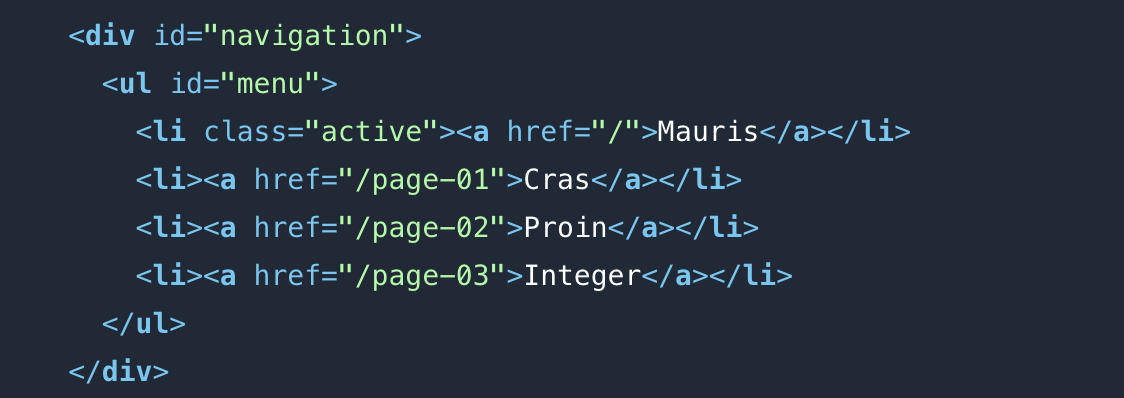 <div id="navigation">
<ul id="menu">
<li class="active"><a href="/">Mauris</a></li>
<li><a href="/page-01">Cras</a></li>
<li><a href="/page-02">Proin</a></li>
<li><a href="/page-03">Integer</a></li>
</ul>
</div>